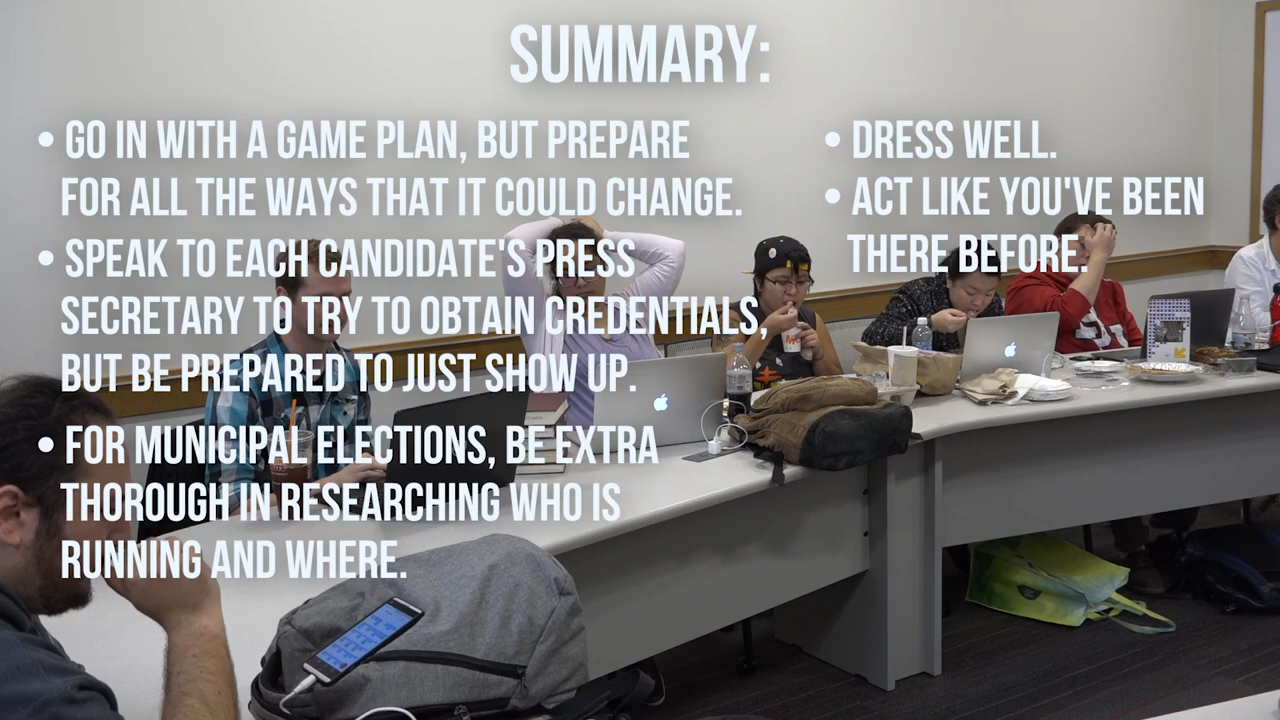 SUMMARY:
• GO IN WITH A GAME PLAN, BUT PREPARE
FOR ALL THE WAYS THAT IT COULD CHANGE.
• SPEAK TO EACH CANDIDATE'S PRESS
SECRETARY TO TRY TO OBTAIN CREDENTIALS,
BUT BE PREPARED TO JUST SHOW UP.
• FOR MUNICIPAL ELECTIONS, BE EXTRA
THOROUGH IN RESEARCHING WHO IS
RUNNING AND WHERE.
• DRESS WELL.
• ACT LIKE YOU'VE BEEN
THERE BEFORE.